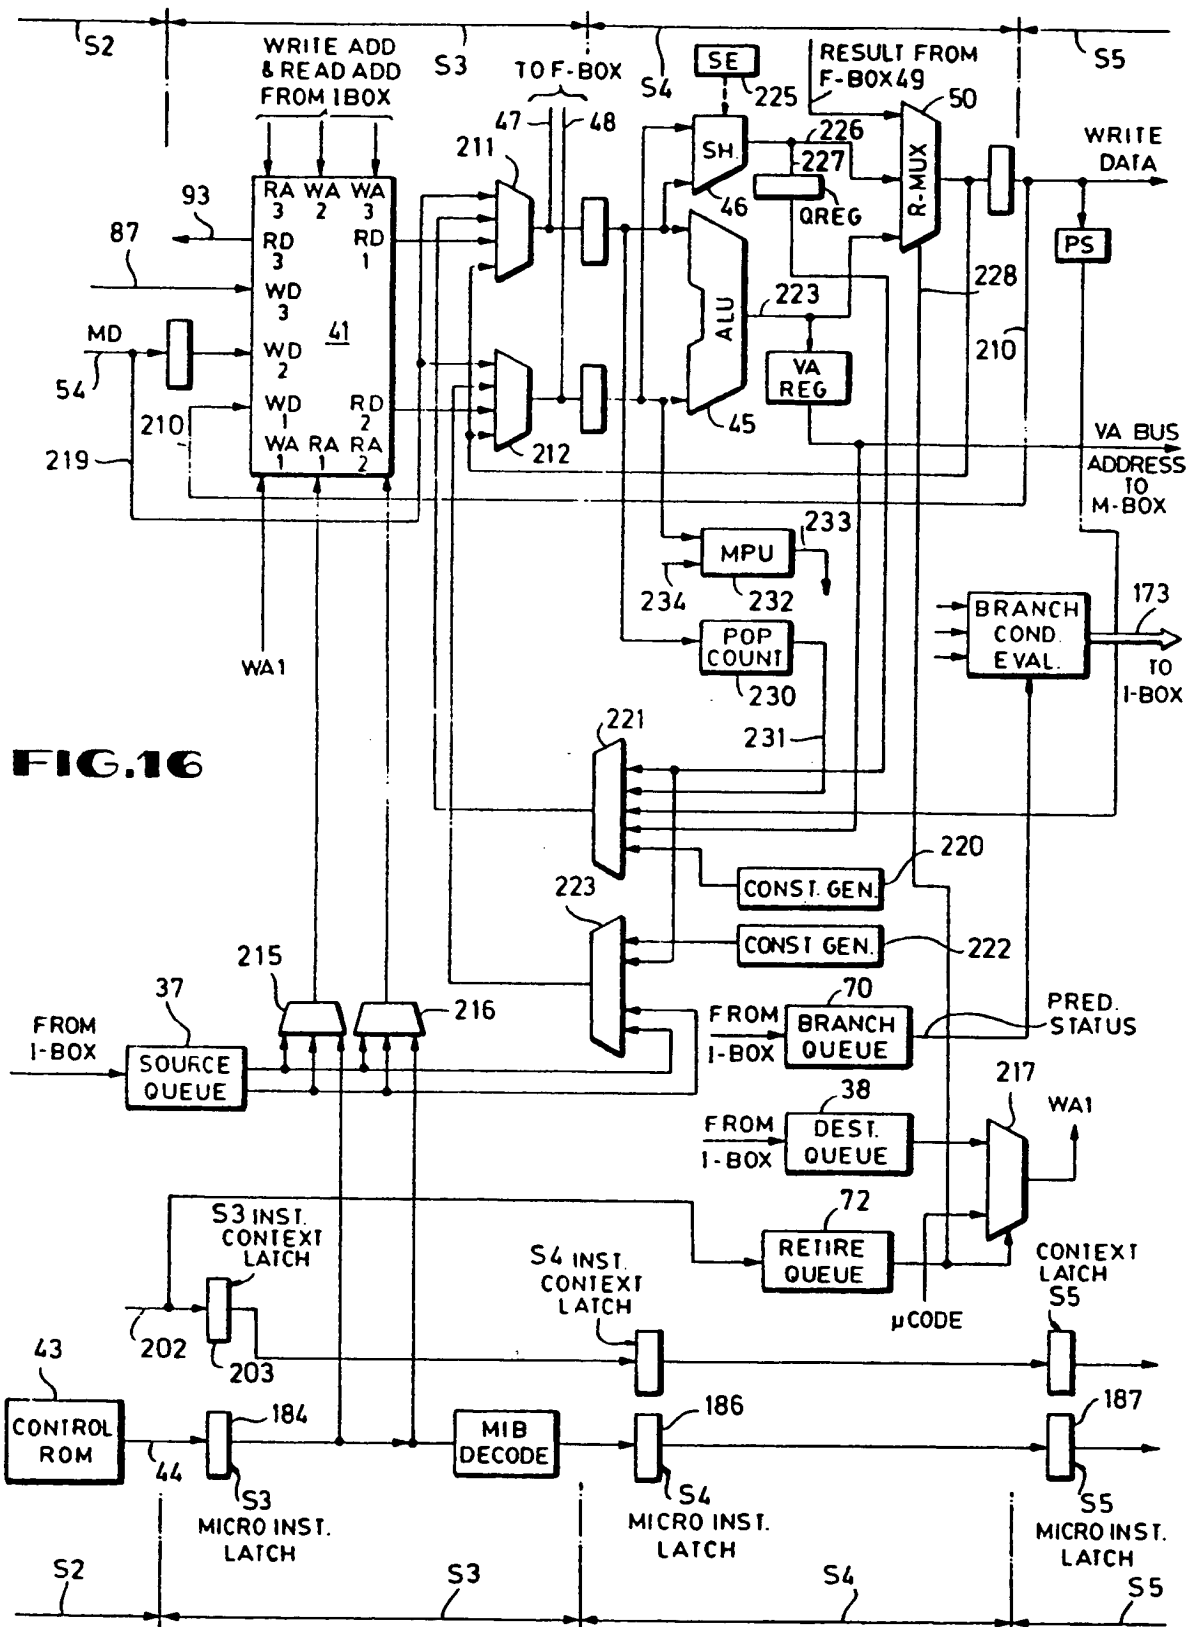 S2
S3
S4
S5
WRITE ADD
& READ ADD
FROM IBOX
TO F-BOX
47
48
SE
225
RESULT FROM
F-BOX 49
50
WRITE
DATA
211
SH.
46
226
227
QREG
R-MUX
PS
93
87
RA
3
WA
2
WA
3
RD
3
RD
1
WD
3
41
MD
54
WD
2
WD
1
RD
2
WA
1
RA
1
RA
2
210
219
212
ALU
45
223
VA
REG
228
210
VA BUS
ADDRESS
TO
M-BOX
MPU
232
233
234
POP
COUNT
230
231
BRANCH
COND.
EVAL.
173
TO
I-BOX
WA1
FIG.16
221
CONST. GEN.
220
223
CONST GEN.
222
215
216
37
FROM
I-BOX
SOURCE
QUEUE
FROM
I-BOX
70
BRANCH
QUEUE
PRED.
STATUS
217
WA1
FROM
I-BOX
38
DEST.
QUEUE
72
RETIRE
QUEUE
µCODE
S3 INST.
CONTEXT
LATCH
202
203
S4 INST.
CONTEXT
LATCH
CONTEXT
LATCH
S5
43
CONTROL
ROM
44
184
S3
MICRO INST.
LATCH
MIB
DECODE
186
S4
MICRO INST.
LATCH
187
S5
MICRO INST.
LATCH
S2
S3
S4
S5